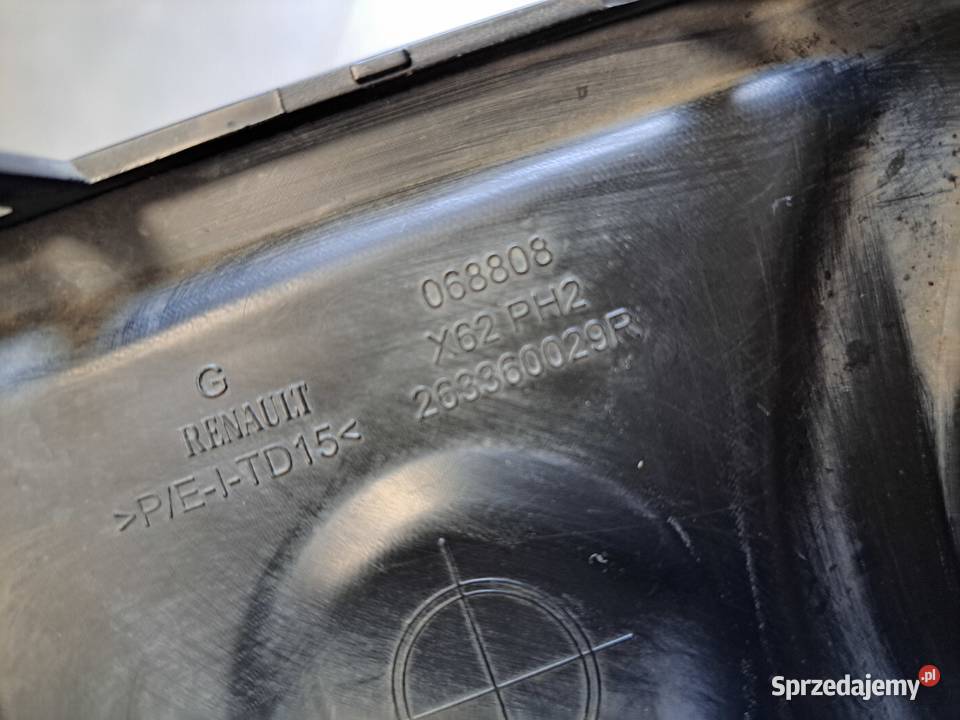 068808
X62 PH2
263360029R
G
RENAULT
>P/E-I-TD15<
Sprzedajemy.pl